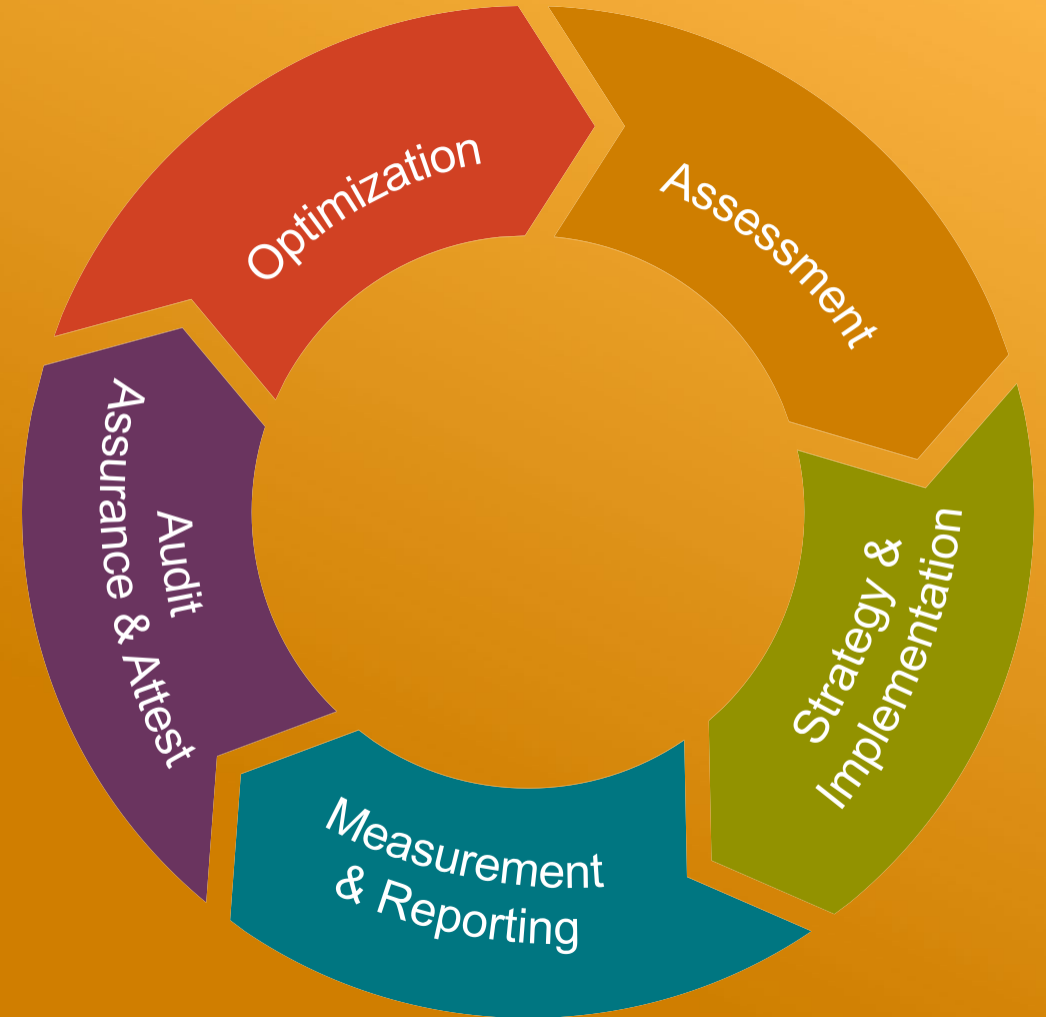 Optimization
Assessment
Strategy &
Implementation
Measurement
& Reporting
Audit
Assurance & Attest